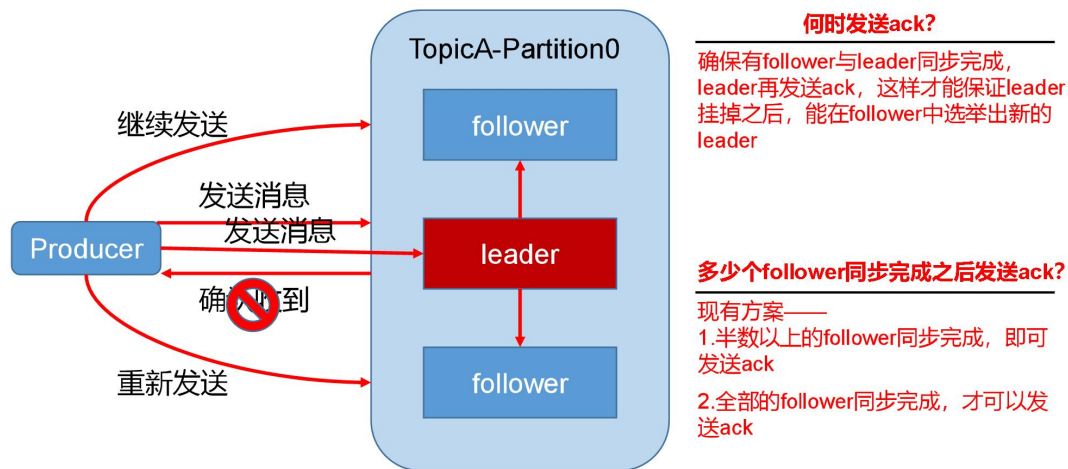 TopicA-Partition0
follower
继续发送
发送消息
发送消息
Producer
leader
确认收到
重新发送
follower
何时发送ack？
确保有follower与leader同步完成，
leader再发送ack，这样才能保证leader
挂掉之后，能在follower中选举出新的
leader
多少个follower同步完成之后发送ack？
现有方案——
1.半数以上的follower同步完成，即可
发送ack
2.全部的follower同步完成，才可以发
送ack